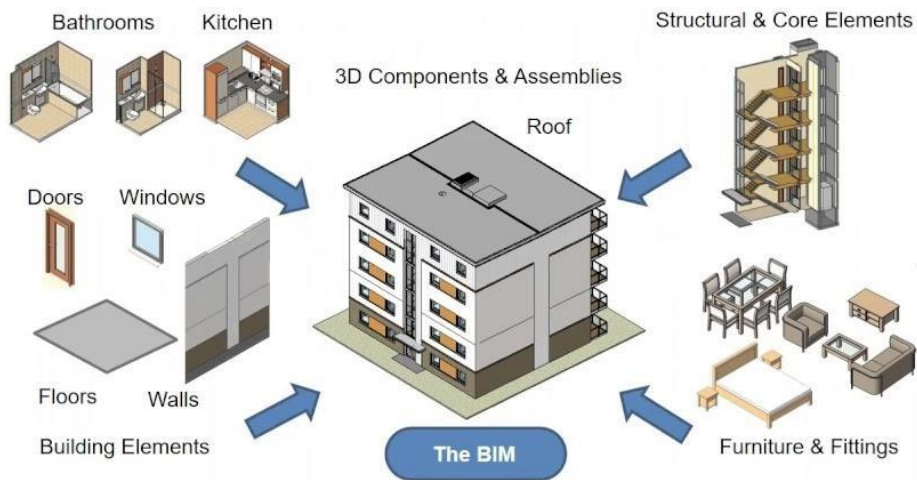 Bathrooms
Kitchen
Structural & Core Elements
3D Components & Assemblies
Roof
Doors
Windows
Floors
Walls
Building Elements
The BIM
Furniture & Fittings